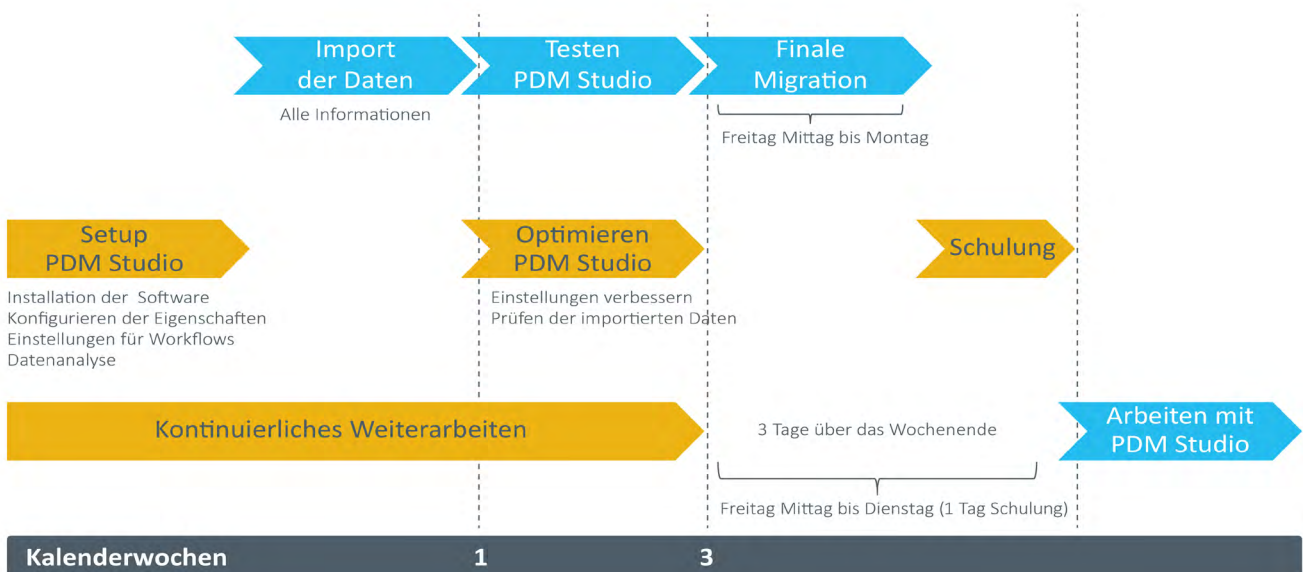 Import
der Daten
Testen
PDM Studio
Finale
Migration
Alle Informationen
Freitag Mittag bis Montag
Setup
PDM Studio
Optimieren
PDM Studio
Schulung
Installation der Software
Konfigurieren der Eigenschaften
Einstellungen für Workflows
Datenanalyse
Einstellungen verbessern
Prüfen der importierten Daten
Kontinuierliches Weiterarbeiten
3 Tage über das Wochenende
Arbeiten mit
PDM Studio
Freitag Mittag bis Dienstag (1 Tag Schulung)
Kalenderwochen 1 3